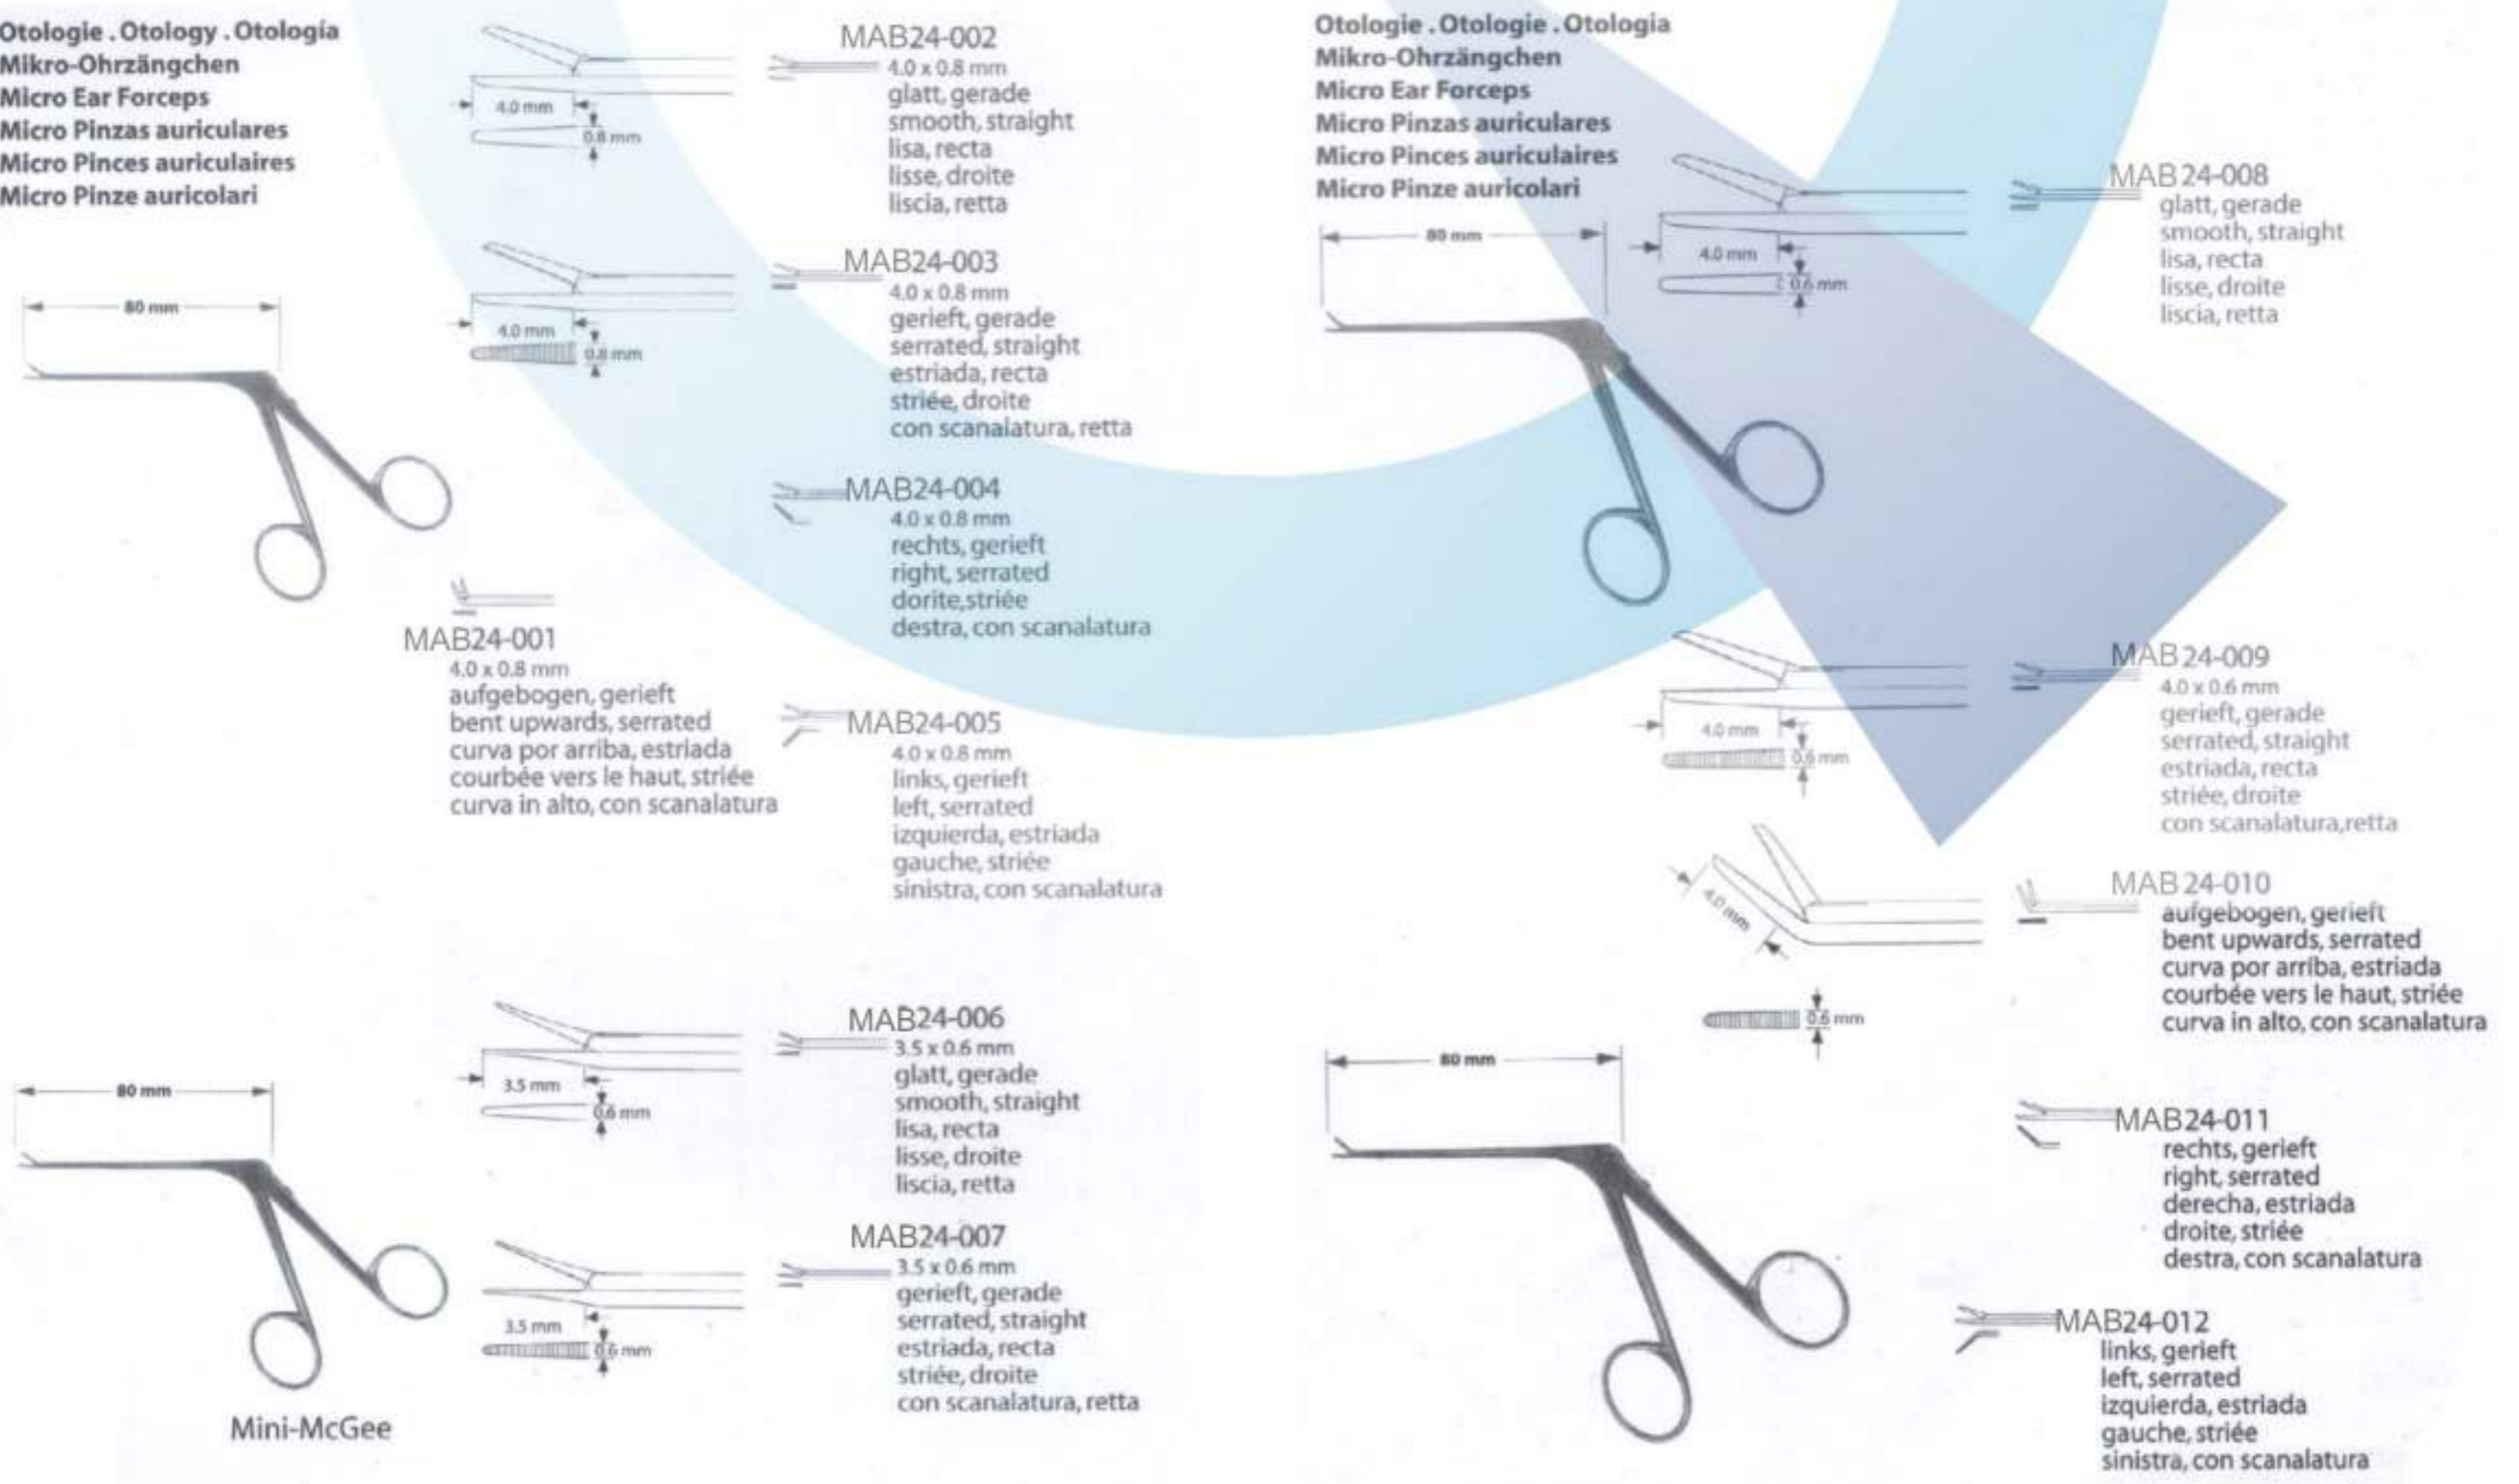 Otologie . Otology . Otología
Mikro-Ohrzängchen
Micro Ear Forceps
Micro Pinzas auriculares
Micro Pinces auriculaires
Micro Pinze auricolari
80 mm
MAB24-001
4.0 x 0.8 mm
aufgebogen, gerieft
bent upwards, serrated
curva por arriba, estriada
courbée vers le haut, striée
curva in alto, con scanalatura
4.0 mm
0.8 mm
MAB24-002
4.0 x 0.8 mm
glatt, gerade
smooth, straight
lisa, recta
lisse, droite
liscia, retta
4.0 mm
0.8 mm
MAB24-003
4.0 x 0.8 mm
gerieft, gerade
serrated, straight
estriada, recta
striée, droite
con scanalatura, retta
MAB24-004
4.0 x 0.8 mm
rechts, gerieft
right, serrated
dorite,striée
destra, con scanalatura
MAB24-005
4.0 x 0.8 mm
links, gerieft
left, serrated
izquierda, estriada
gauche, striée
sinistra, con scanalatura
80 mm
Mini-McGee
3.5 mm
0.6 mm
MAB24-006
3.5 x 0.6 mm
glatt, gerade
smooth, straight
lisa, recta
lisse, droite
liscia, retta
3.5 mm
0.6 mm
MAB24-007
3.5 x 0.6 mm
gerieft, gerade
serrated, straight
estriada, recta
striée, droite
con scanalatura, retta
Otologie . Otologie . Otologia
Mikro-Ohrzängchen
Micro Ear Forceps
Micro Pinzas auriculares
Micro Pinces auriculaires
Micro Pinze auricolari
80 mm
4.0 mm
0.6 mm
MAB 24-008
glatt, gerade
smooth, straight
lisa, recta
lisse, droite
liscia, retta
4.0 mm
0.6 mm
MAB 24-009
4.0 x 0.6 mm
gerieft, gerade
serrated, straight
estriada, recta
striée, droite
con scanalatura,retta
4.0 mm
0.6 mm
MAB 24-010
aufgebogen, gerieft
bent upwards, serrated
curva por arriba, estriada
courbée vers le haut, striée
curva in alto, con scanalatura
80 mm
MAB24-011
rechts, gerieft
right, serrated
derecha, estriada
droite, striée
destra, con scanalatura
MAB24-012
links, gerieft
left, serrated
izquierda, estriada
gauche, striée
sinistra, con scanalatura